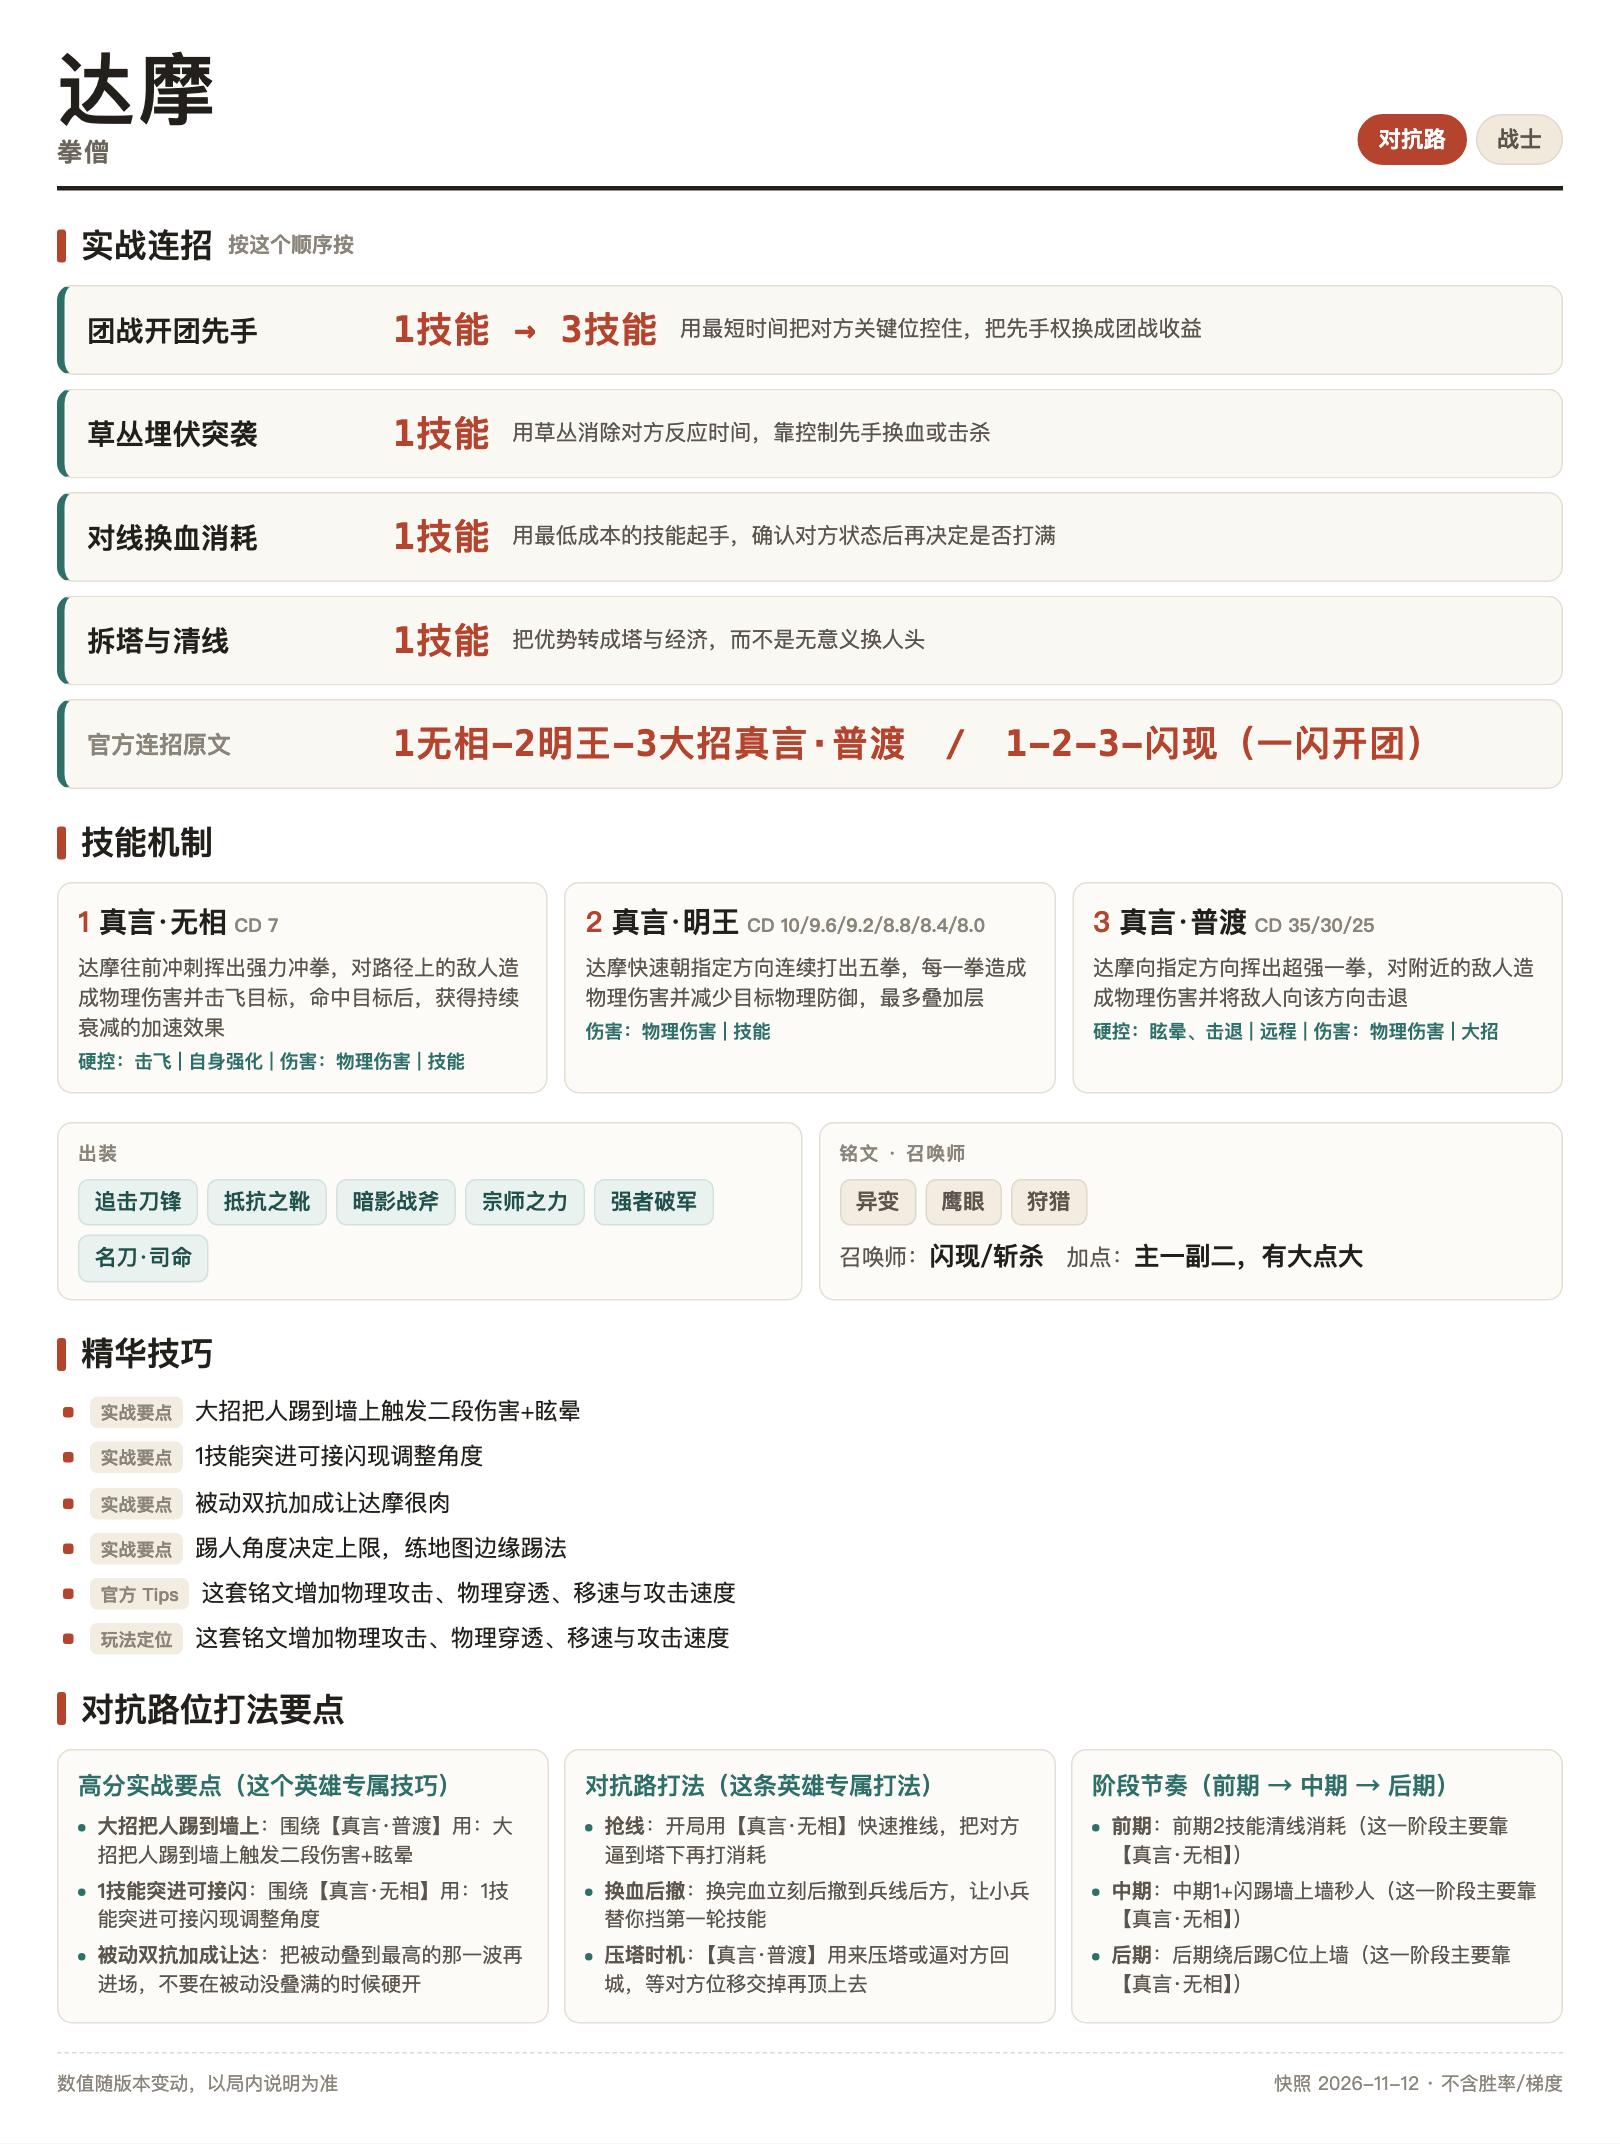 达摩
拳僧
对抗路 战士
实战连招 按这个顺序按
团战开团先手 1技能 → 3技能 用最短时间把对方关键位控住，把先手权换成团战收益
草丛埋伏突袭 1技能 用草丛消除对方反应时间，靠控制先手换血或击杀
对线换血消耗 1技能 用最低成本的技能起手，确认对方状态后再决定是否打满
拆塔与清线 1技能 把优势转成塔与经济，而不是无意义换人头
官方连招原文 1无相-2明王-3大招真言·普渡 / 1-2-3-闪现（一闪开团）
技能机制
1 真言·无相 CD 7
达摩往前冲刺挥出强力冲拳，对路径上的敌人造
成物理伤害并击飞目标，命中目标后，获得持续
衰减的加速效果
硬控：击飞 | 自身强化 | 伤害：物理伤害 | 技能
2 真言·明王 CD 10/9.6/9.2/8.8/8.4/8.0
达摩快速朝指定方向连续打出五拳，每一拳造成
物理伤害并减少目标物理防御，最多叠加层
伤害：物理伤害 | 技能
3 真言·普渡 CD 35/30/25
达摩向指定方向挥出超强一拳，对附近的敌人造
成物理伤害并将敌人向该方向击退
硬控：眩晕、击退 | 远程 | 伤害：物理伤害 | 大招
出装
追击刀锋 抵抗之靴 暗影战斧 宗师之力 强者破军
名刀·司命
铭文 · 召唤师
异变 鹰眼 狩猎
召唤师：闪现/斩杀 加点：主一副二，有大点大
精华技巧
实战要点 大招把人踢到墙上触发二段伤害+眩晕
实战要点 1技能突进可接闪现调整角度
实战要点 被动双抗加成让达摩很肉
实战要点 踢人角度决定上限，练地图边缘踢法
官方 Tips 这套铭文增加物理攻击、物理穿透、移速与攻击速度
玩法定位 这套铭文增加物理攻击、物理穿透、移速与攻击速度
对抗路位打法要点
高分实战要点（这个英雄专属技巧）
大招把人踢到墙上：围绕【真言·普渡】用：大
招把人踢到墙上触发二段伤害+眩晕
1技能突进可接闪：围绕【真言·无相】用：1技
能突进可接闪现调整角度
被动双抗加成让达：把被动叠到最高的那一波再
进场，不要在被动没叠满的时候硬开
对抗路打法（这条英雄专属打法）
抢线：开局用【真言·无相】快速推线，把对方
逼到塔下再打消耗
换血后撤：换完血立刻后撤到兵线后方，让小兵
替你挡第一轮技能
压塔时机：【真言·普渡】用来压塔或逼对方回
城，等对方位移交掉再顶上去
阶段节奏（前期 → 中期 → 后期）
前期：前期2技能清线消耗（这一阶段主要靠
【真言·无相】）
中期：中期1+闪踢墙上墙秒人（这一阶段主要靠
【真言·无相】）
后期：后期绕后踢C位上墙（这一阶段主要靠
【真言·无相】）
数值随版本变动，以局内说明为准
快照 2026-11-12 · 不含胜率/梯度